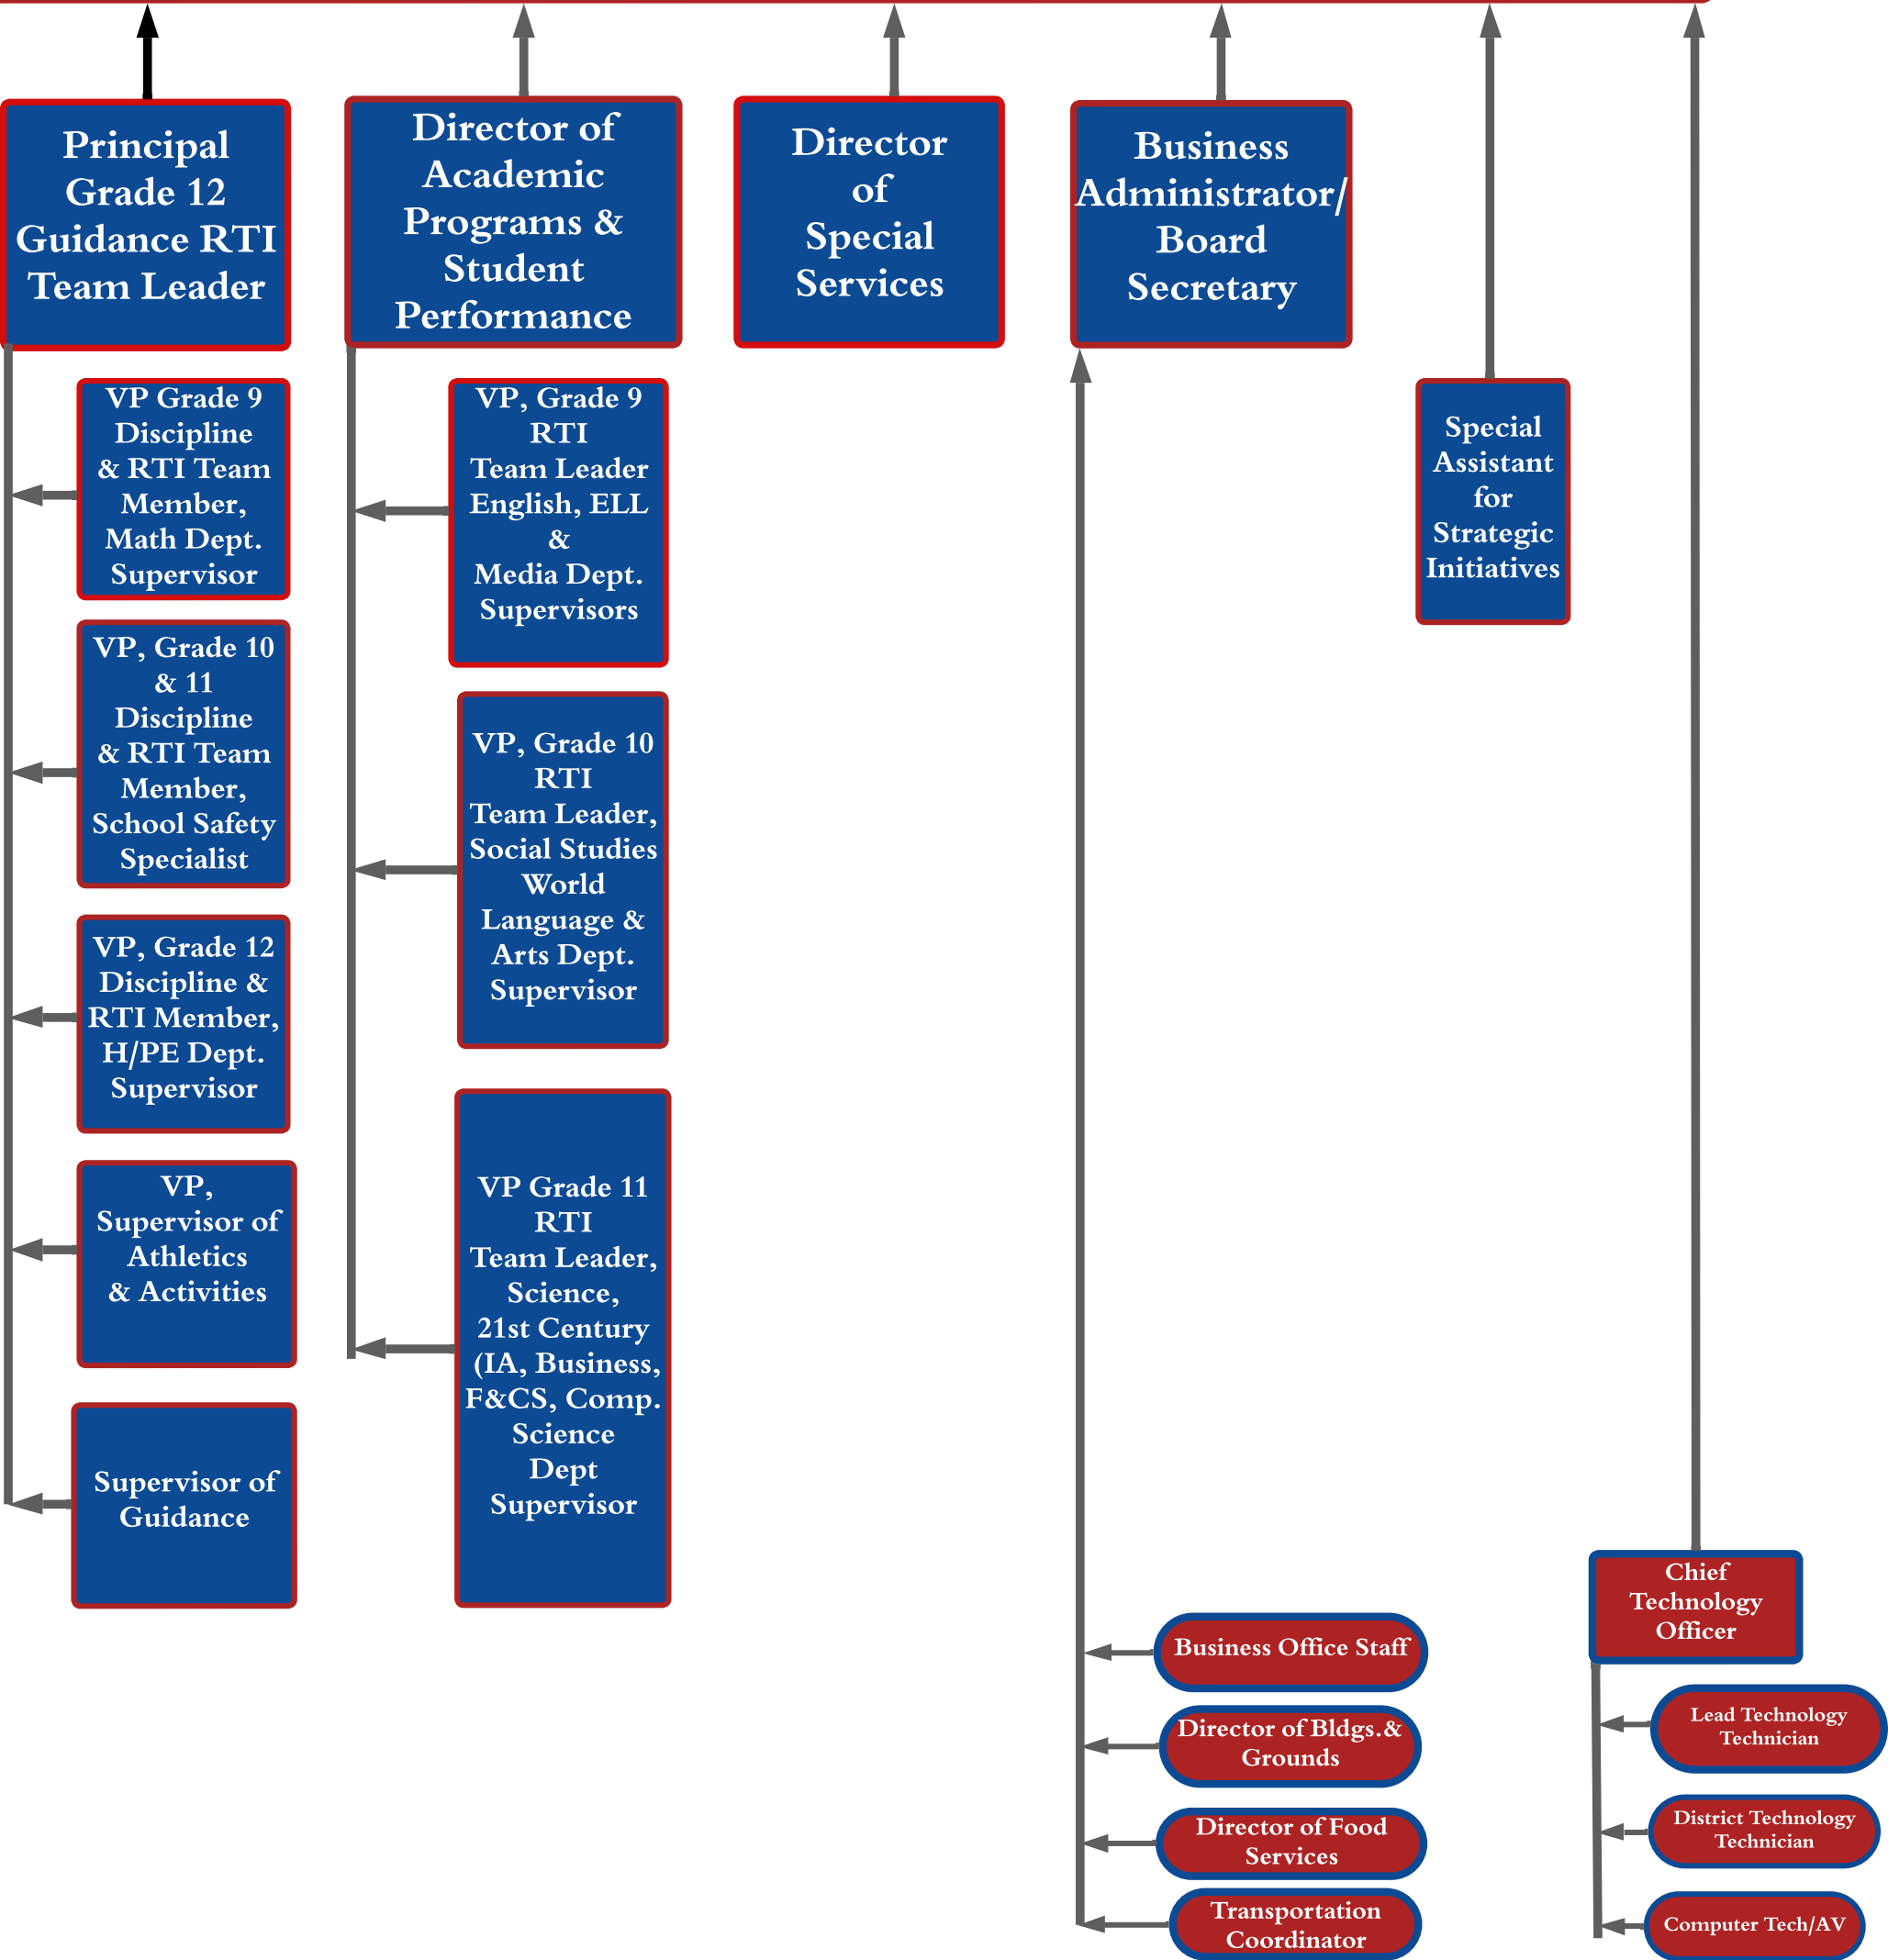 Principal
Grade 12
Guidance RTI
Team Leader
Director of
Academic
Programs &
Student
Performance
Director
of
Special
Services
Business
Administrator/
Board
Secretary
VP Grade 9
Discipline
& RTI Team
Member,
Math Dept.
Supervisor
VP, Grade 10
& 11
Discipline
& RTI Team
Member,
School Safety
Specialist
VP, Grade 12
Discipline &
RTI Member,
H/PE Dept.
Supervisor
VP,
Supervisor of
Athletics
& Activities
Supervisor of
Guidance
VP, Grade 9
RTI
Team Leader
English, ELL
&
Media Dept.
Supervisors
VP, Grade 10
RTI
Team Leader,
Social Studies
World
Language &
Arts Dept.
Supervisor
VP Grade 11
RTI
Team Leader,
Science,
21st Century
(IA, Business,
F&CS, Comp.
Science
Dept
Supervisor
Special
Assistant
for
Strategic
Initiatives
Business Office Staff
Director of Bldgs.&
Grounds
Director of Food
Services
Transportation
Coordinator
Chief
Technology
Officer
Lead Technology
Technician
District Technology
Technician
Computer Tech/AV